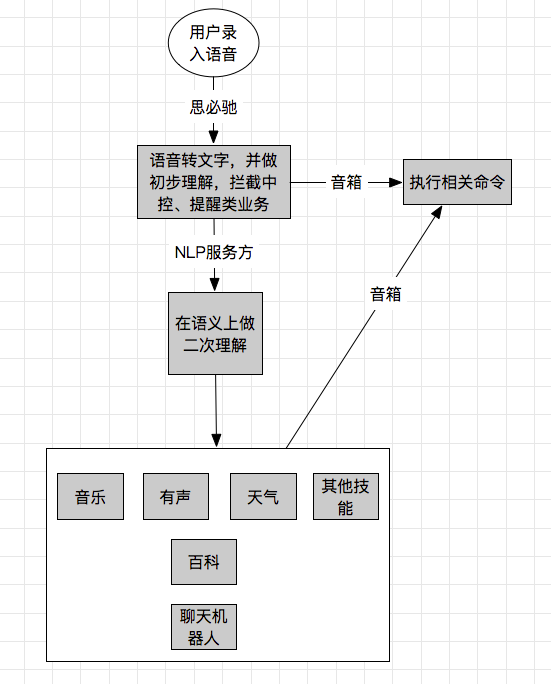 用户录
入语音
思必驰
语音转文字，并做
初步理解，拦截中
控、提醒类业务
音箱
执行相关命令
NLP服务方
音箱
在语义上做
二次理解
音乐
有声
天气
其他技
能
百科
聊天机
器人